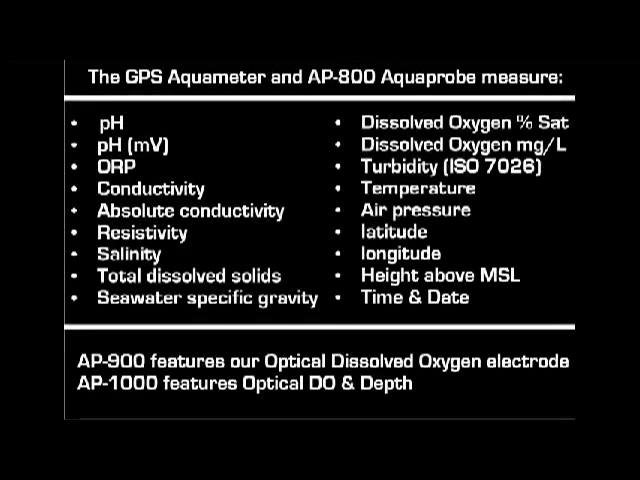 The GPS Aquameter and AP-800 Aquaprobe measure:
• pH
• pH (mV)
• ORP
• Conductivity
• Absolute conductivity
• Resistivity
• Salinity
• Total dissolved solids
• Seawater specific gravity
• Dissolved Oxygen % Sat
• Dissolved Oxygen mg/L
• Turbidity (ISO 7026)
• Temperature
• Air pressure
• latitude
• longitude
• Height above MSL
• Time & Date
AP-900 features our Optical Dissolved Oxygen electrode
AP-1000 features Optical DO & Depth